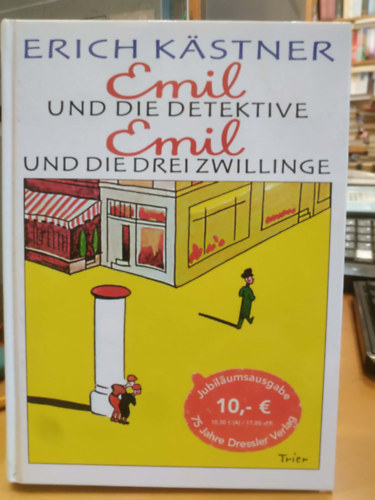 ERICH KÄSTNER
Emil
UND DIE DETEKTIVE
Emil
UND DIE DREI ZWILLINGE
Jubiläumsausgabe
10,- €
75 Jahre Dressler Verlag
Trier